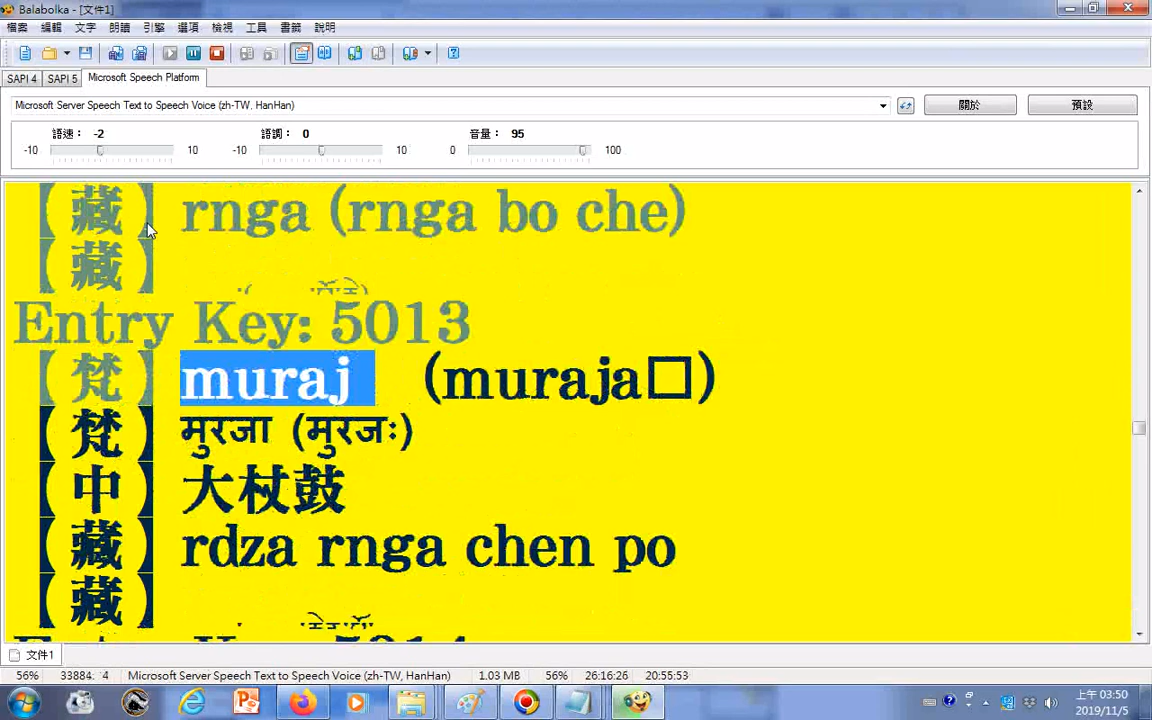 Balabolka - [文件1]
檔案 編輯 文字 朗讀 引擎 選項 檢視 工具 書籤 說明
SAPI 4 SAPI 5 Microsoft Speech Platform
Microsoft Server Speech Text to Speech Voice (zh-TW, HanHan) 關於 預設
語速： -2 語調： 0 音量： 95
-10 10 -10 10 0 100
【藏】 rnga (rnga bo che)
【藏】
Entry Key: 5013
【梵】 muraj (muraja□)
【梵】 मुरजा (मुरजः)
【中】 大杖鼓
【藏】 rdza rnga chen po
【藏】
Entry Key: 5014
文件1
56% 33884: 4 Microsoft Server Speech Text to Speech Voice (zh-TW, HanHan) 1.03 MB 56% 26:16:26 20:55:53
上午 03:50
2019/11/5